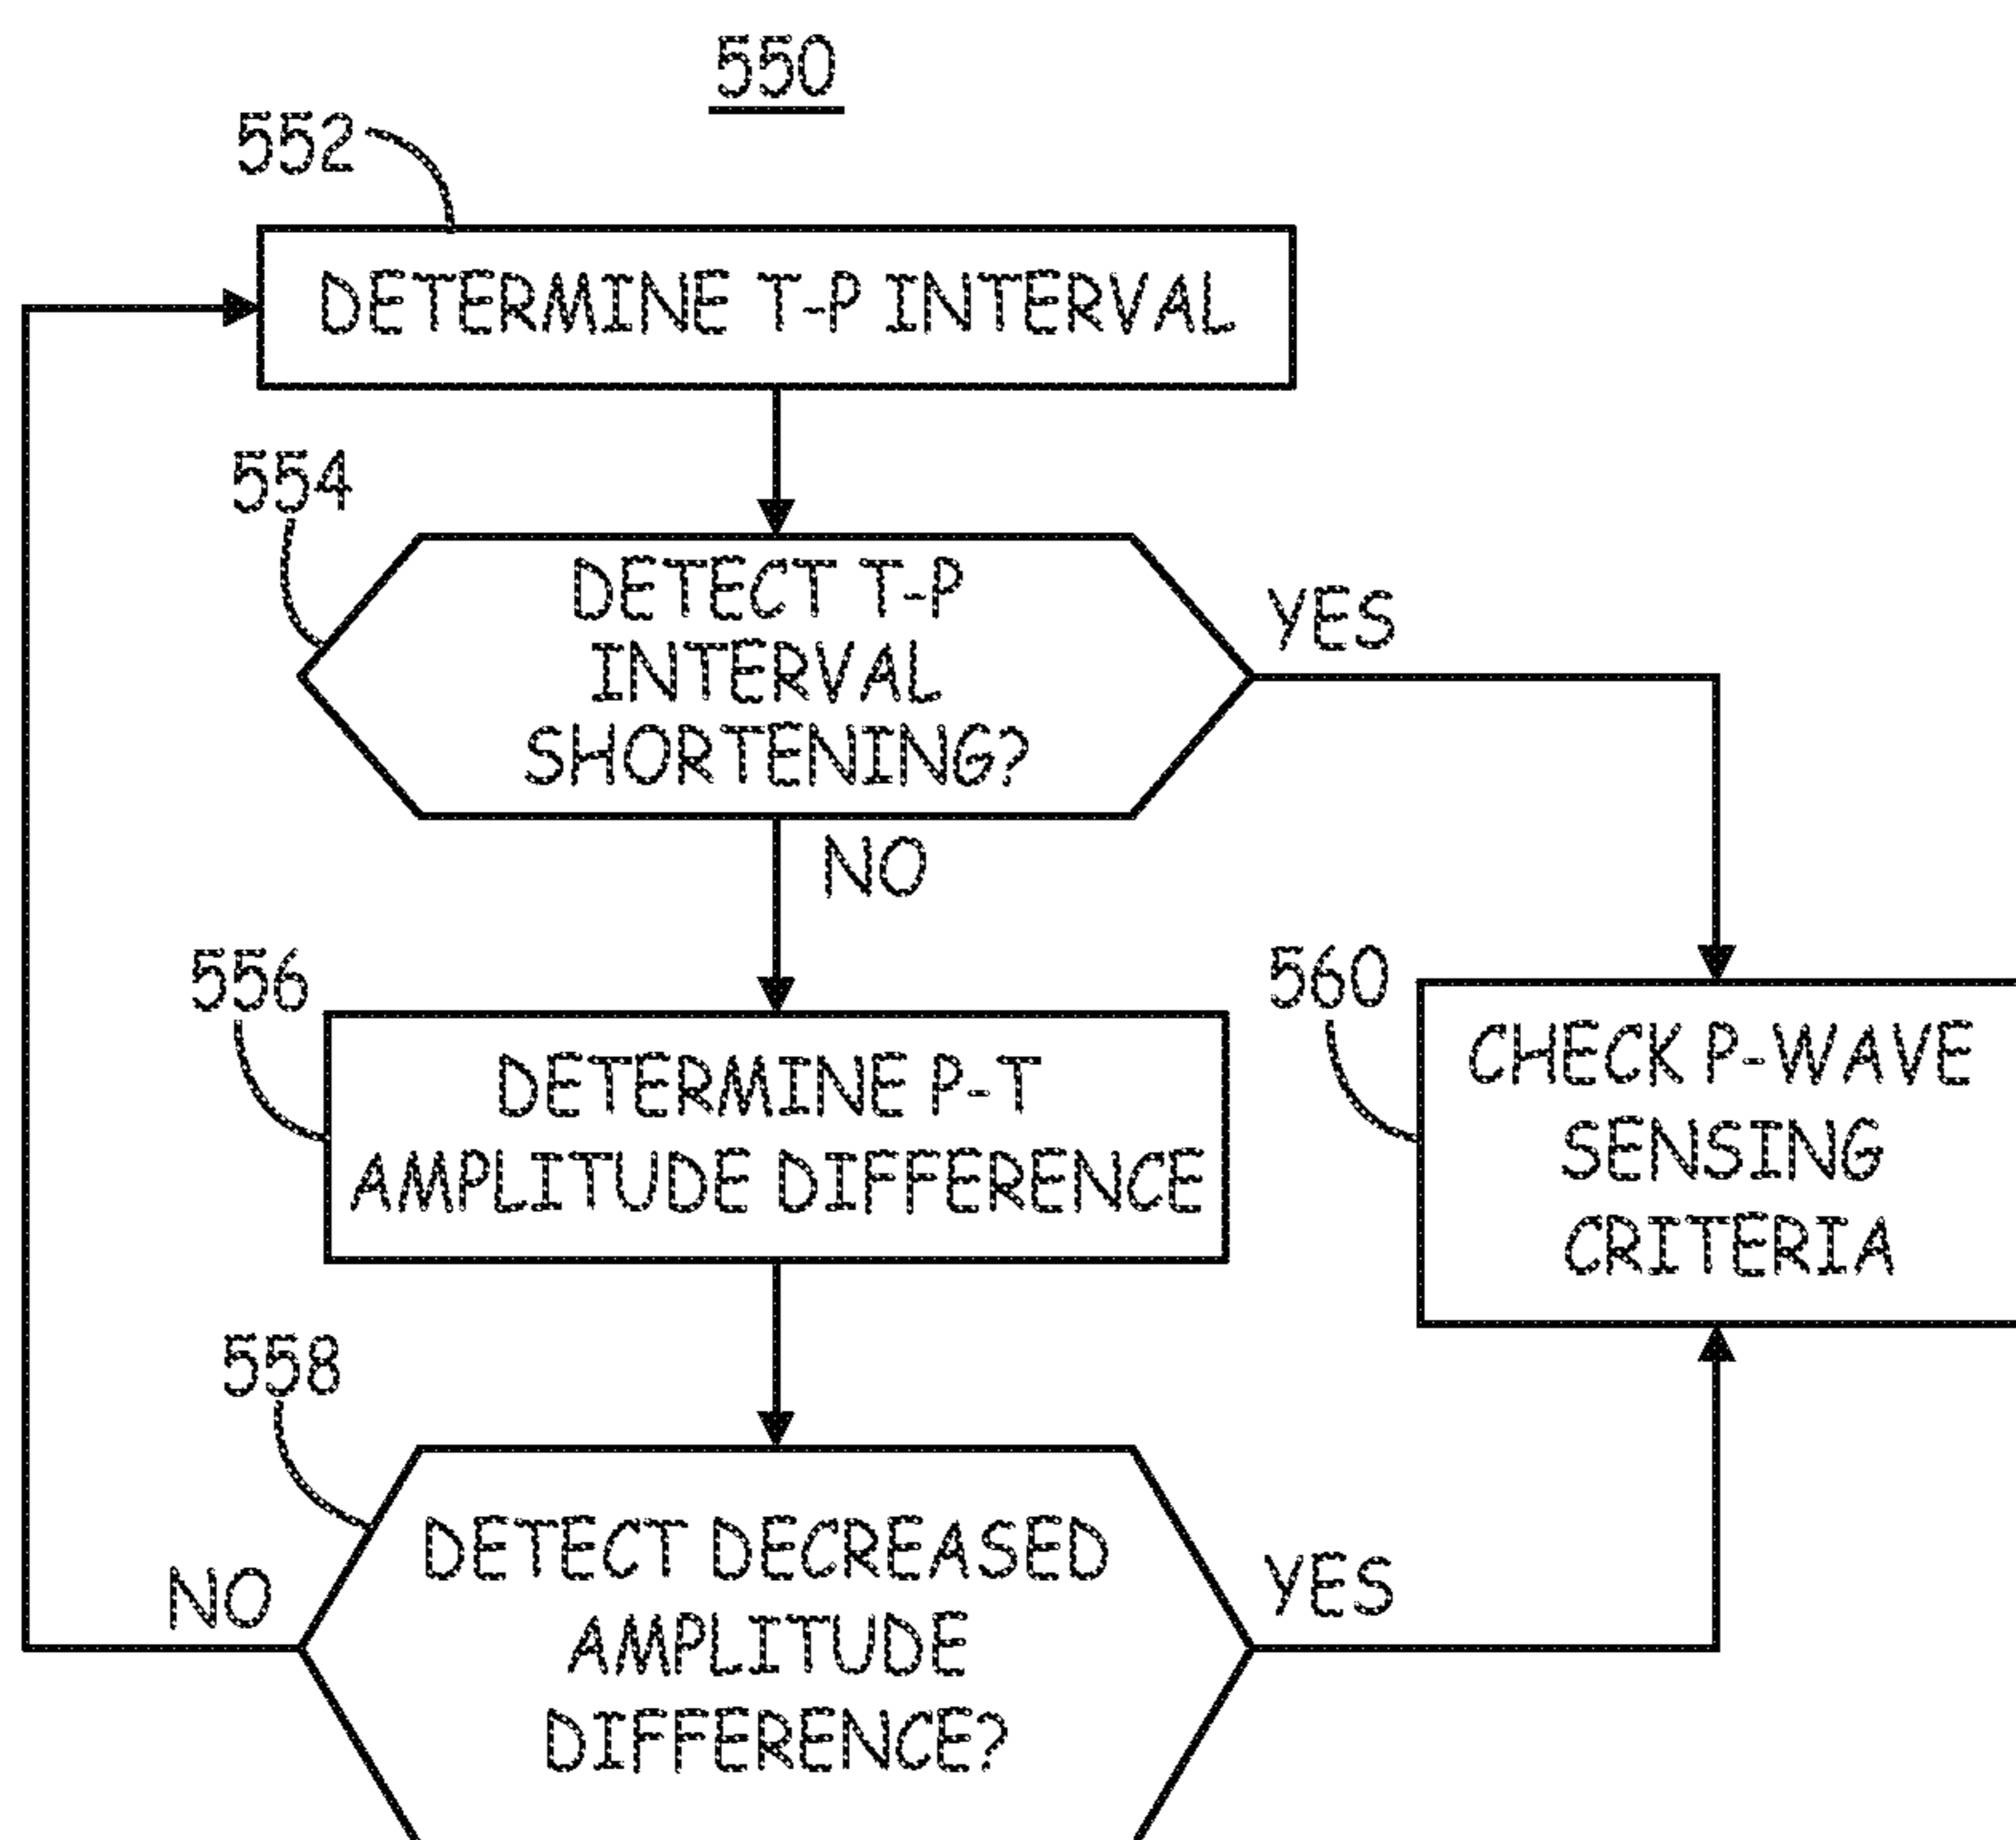 550
552
DETERMINE T-P INTERVAL
554
DETECT T-P
INTERVAL
SHORTENING?
YES
NO
556
DETERMINE P-T
AMPLITUDE DIFFERENCE
560
CHECK P-WAVE
SENSING
CRITERIA
558
DETECT DECREASED
AMPLITUDE
DIFFERENCE?
NO
YES